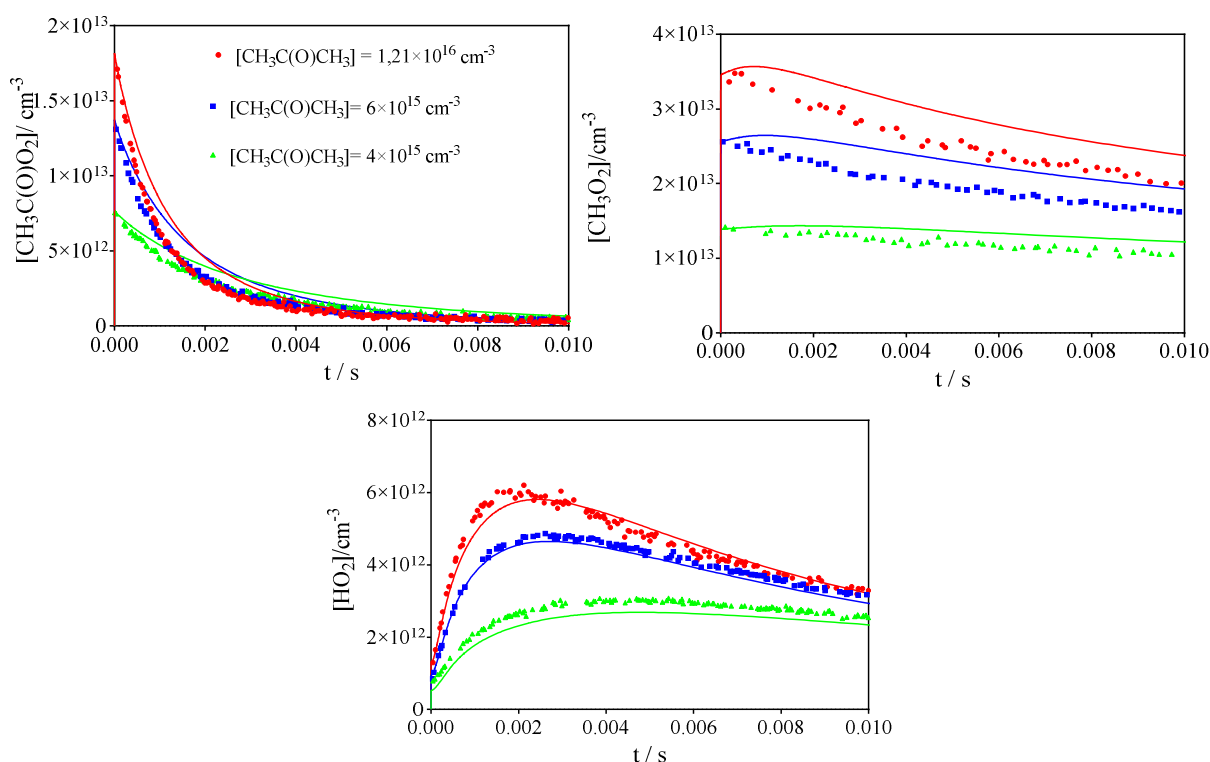 [CH₃C(O)O₂]/ cm⁻³
2×10¹³
1.5×10¹³
1×10¹³
5×10¹²
0
[CH₃C(O)CH₃] = 1,21×10¹⁶ cm⁻³
[CH₃C(O)CH₃]= 6×10¹⁵ cm⁻³
[CH₃C(O)CH₃]= 4×10¹⁵ cm⁻³
0.000 0.002 0.004 0.006 0.008 0.010
t / s
[CH₃O₂]/cm⁻³
4×10¹³
3×10¹³
2×10¹³
1×10¹³
0
0.000 0.002 0.004 0.006 0.008 0.010
t / s
[HO₂]/cm⁻³
8×10¹²
6×10¹²
4×10¹²
2×10¹²
0
0.000 0.002 0.004 0.006 0.008 0.010
t / s